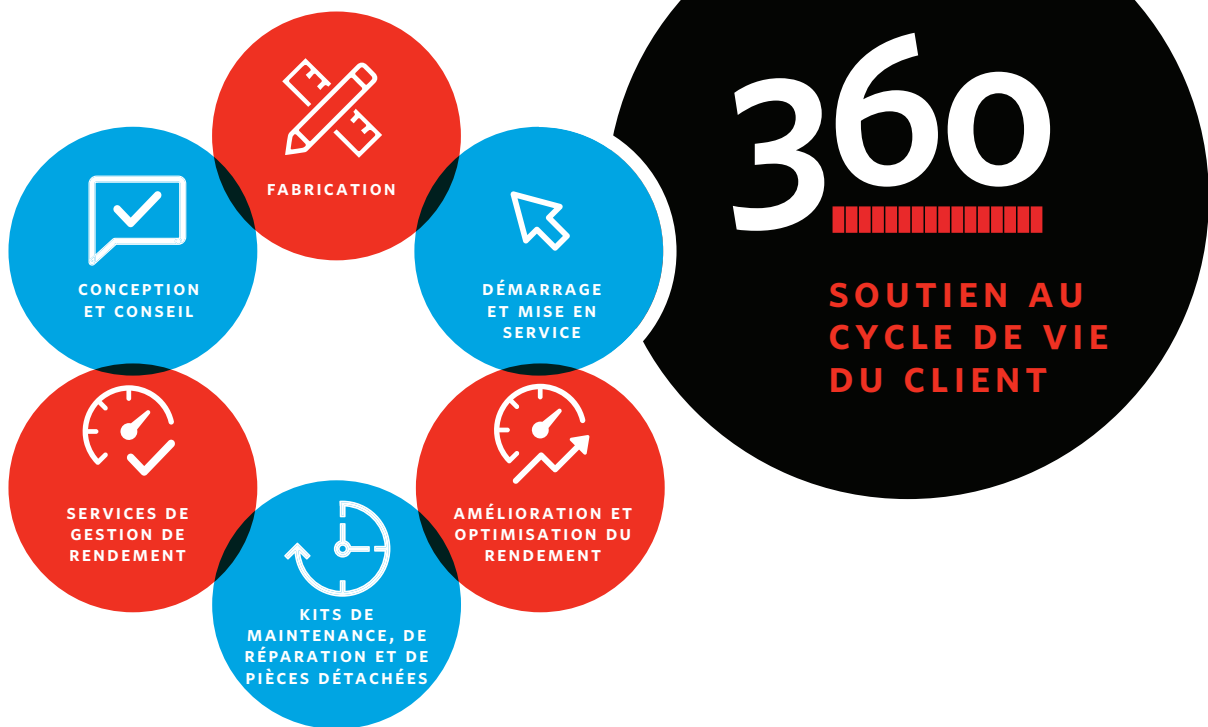 FABRICATION
CONCEPTION
ET CONSEIL
DÉMARRAGE
ET MISE EN
SERVICE
SERVICES DE
GESTION DE
RENDEMENT
AMÉLIORATION ET
OPTIMISATION DU
RENDEMENT
KITS DE
MAINTENANCE, DE
RÉPARATION ET DE
PIÈCES DÉTACHÉES
360
SOUTIEN AU
CYCLE DE VIE
DU CLIENT